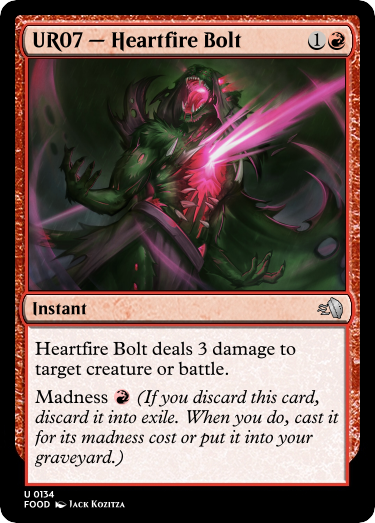 UR07 — Heartfire Bolt 1
Instant
Heartfire Bolt deals 3 damage to
target creature or battle.
Madness (If you discard this card,
discard it into exile. When you do, cast it
for its madness cost or put it into your
graveyard.)
U 0134
FOOD Jack Kozitza